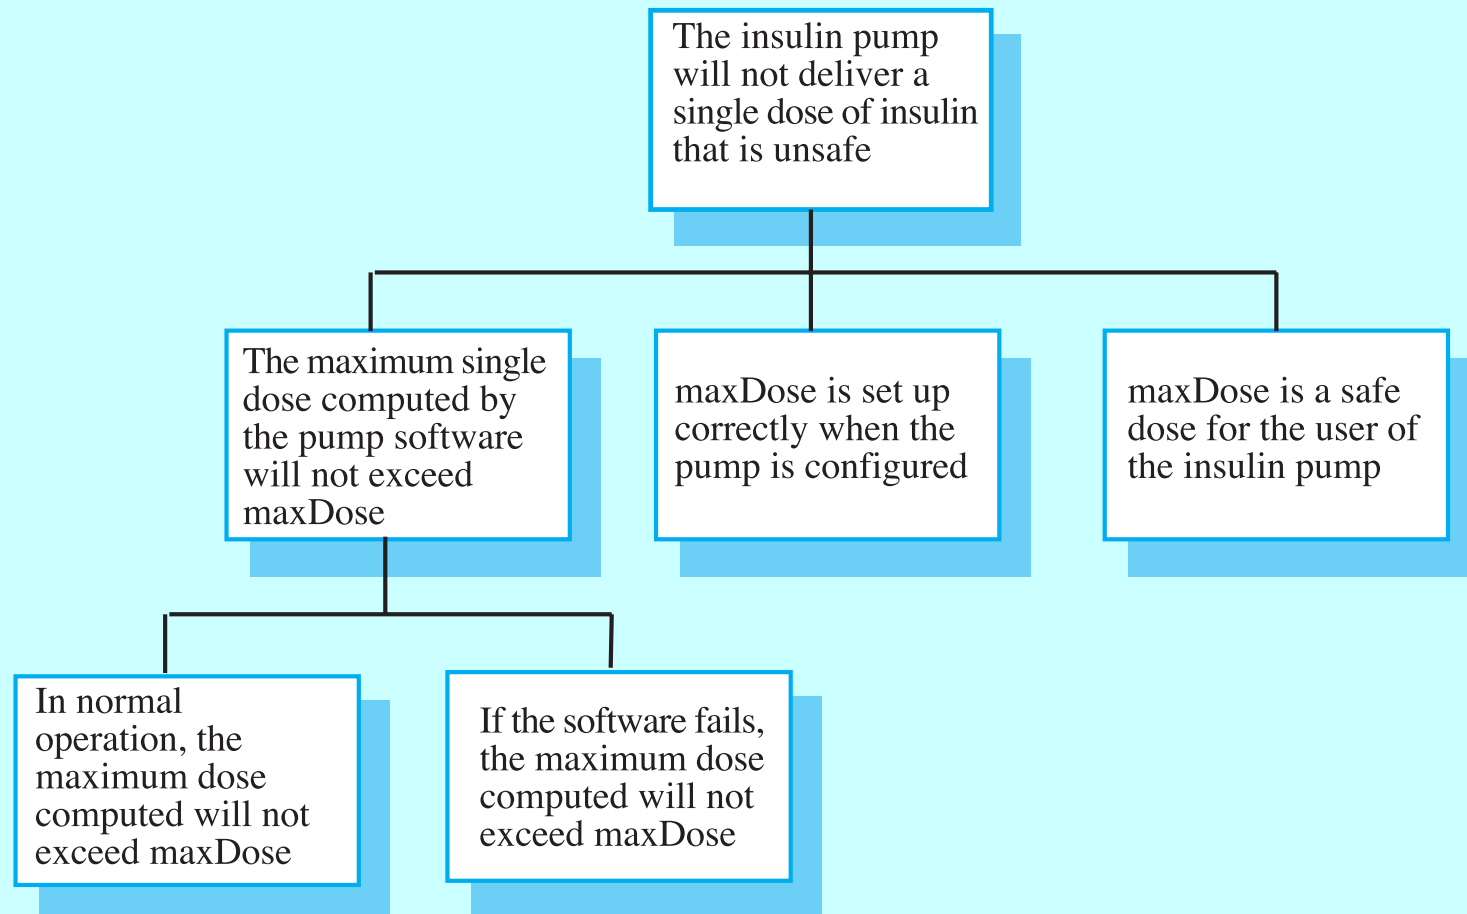 The insulin pump
will not deliver a
single dose of insulin
that is unsafe
The maximum single
dose computed by
the pump software
will not exceed
maxDose
maxDose is set up
correctly when the
pump is configured
maxDose is a safe
dose for the user of
the insulin pump
In normal
operation, the
maximum dose
computed will not
exceed maxDose
If the software fails,
the maximum dose
computed will not
exceed maxDose